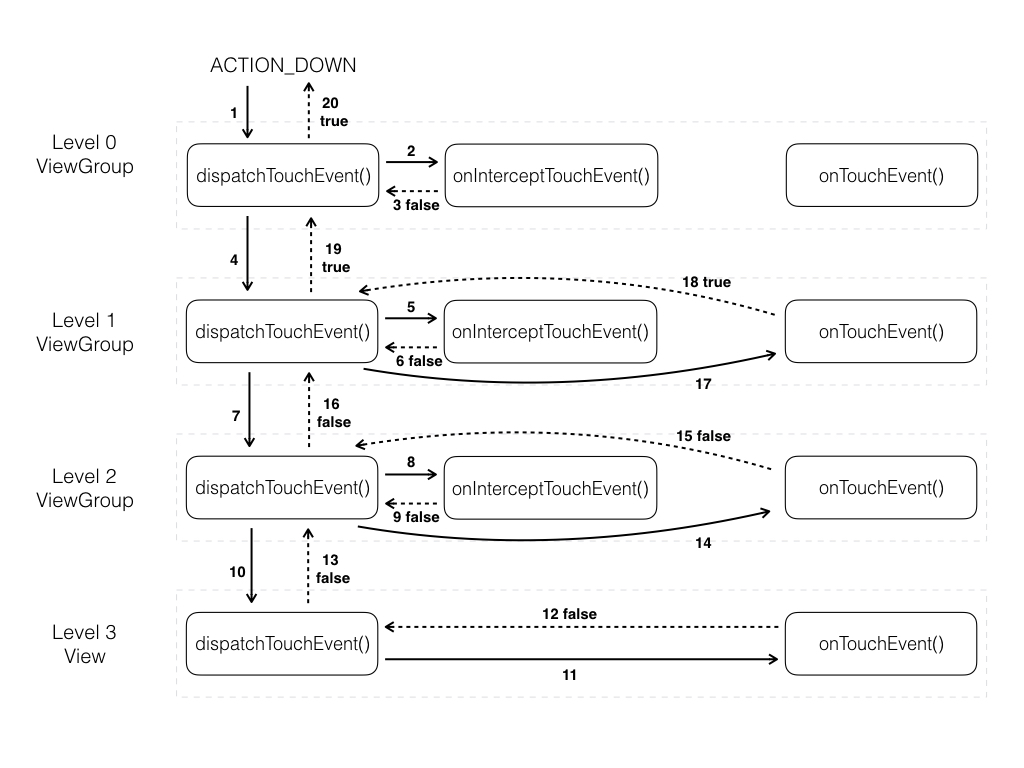 ACTION_DOWN
1
20
true
Level 0
ViewGroup
dispatchTouchEvent()
2
3 false
onInterceptTouchEvent()
onTouchEvent()
4
19
true
18 true
Level 1
ViewGroup
dispatchTouchEvent()
5
6 false
onInterceptTouchEvent()
onTouchEvent()
17
7
16
false
15 false
Level 2
ViewGroup
dispatchTouchEvent()
8
9 false
onInterceptTouchEvent()
onTouchEvent()
14
10
13
false
12 false
Level 3
View
dispatchTouchEvent()
onTouchEvent()
11